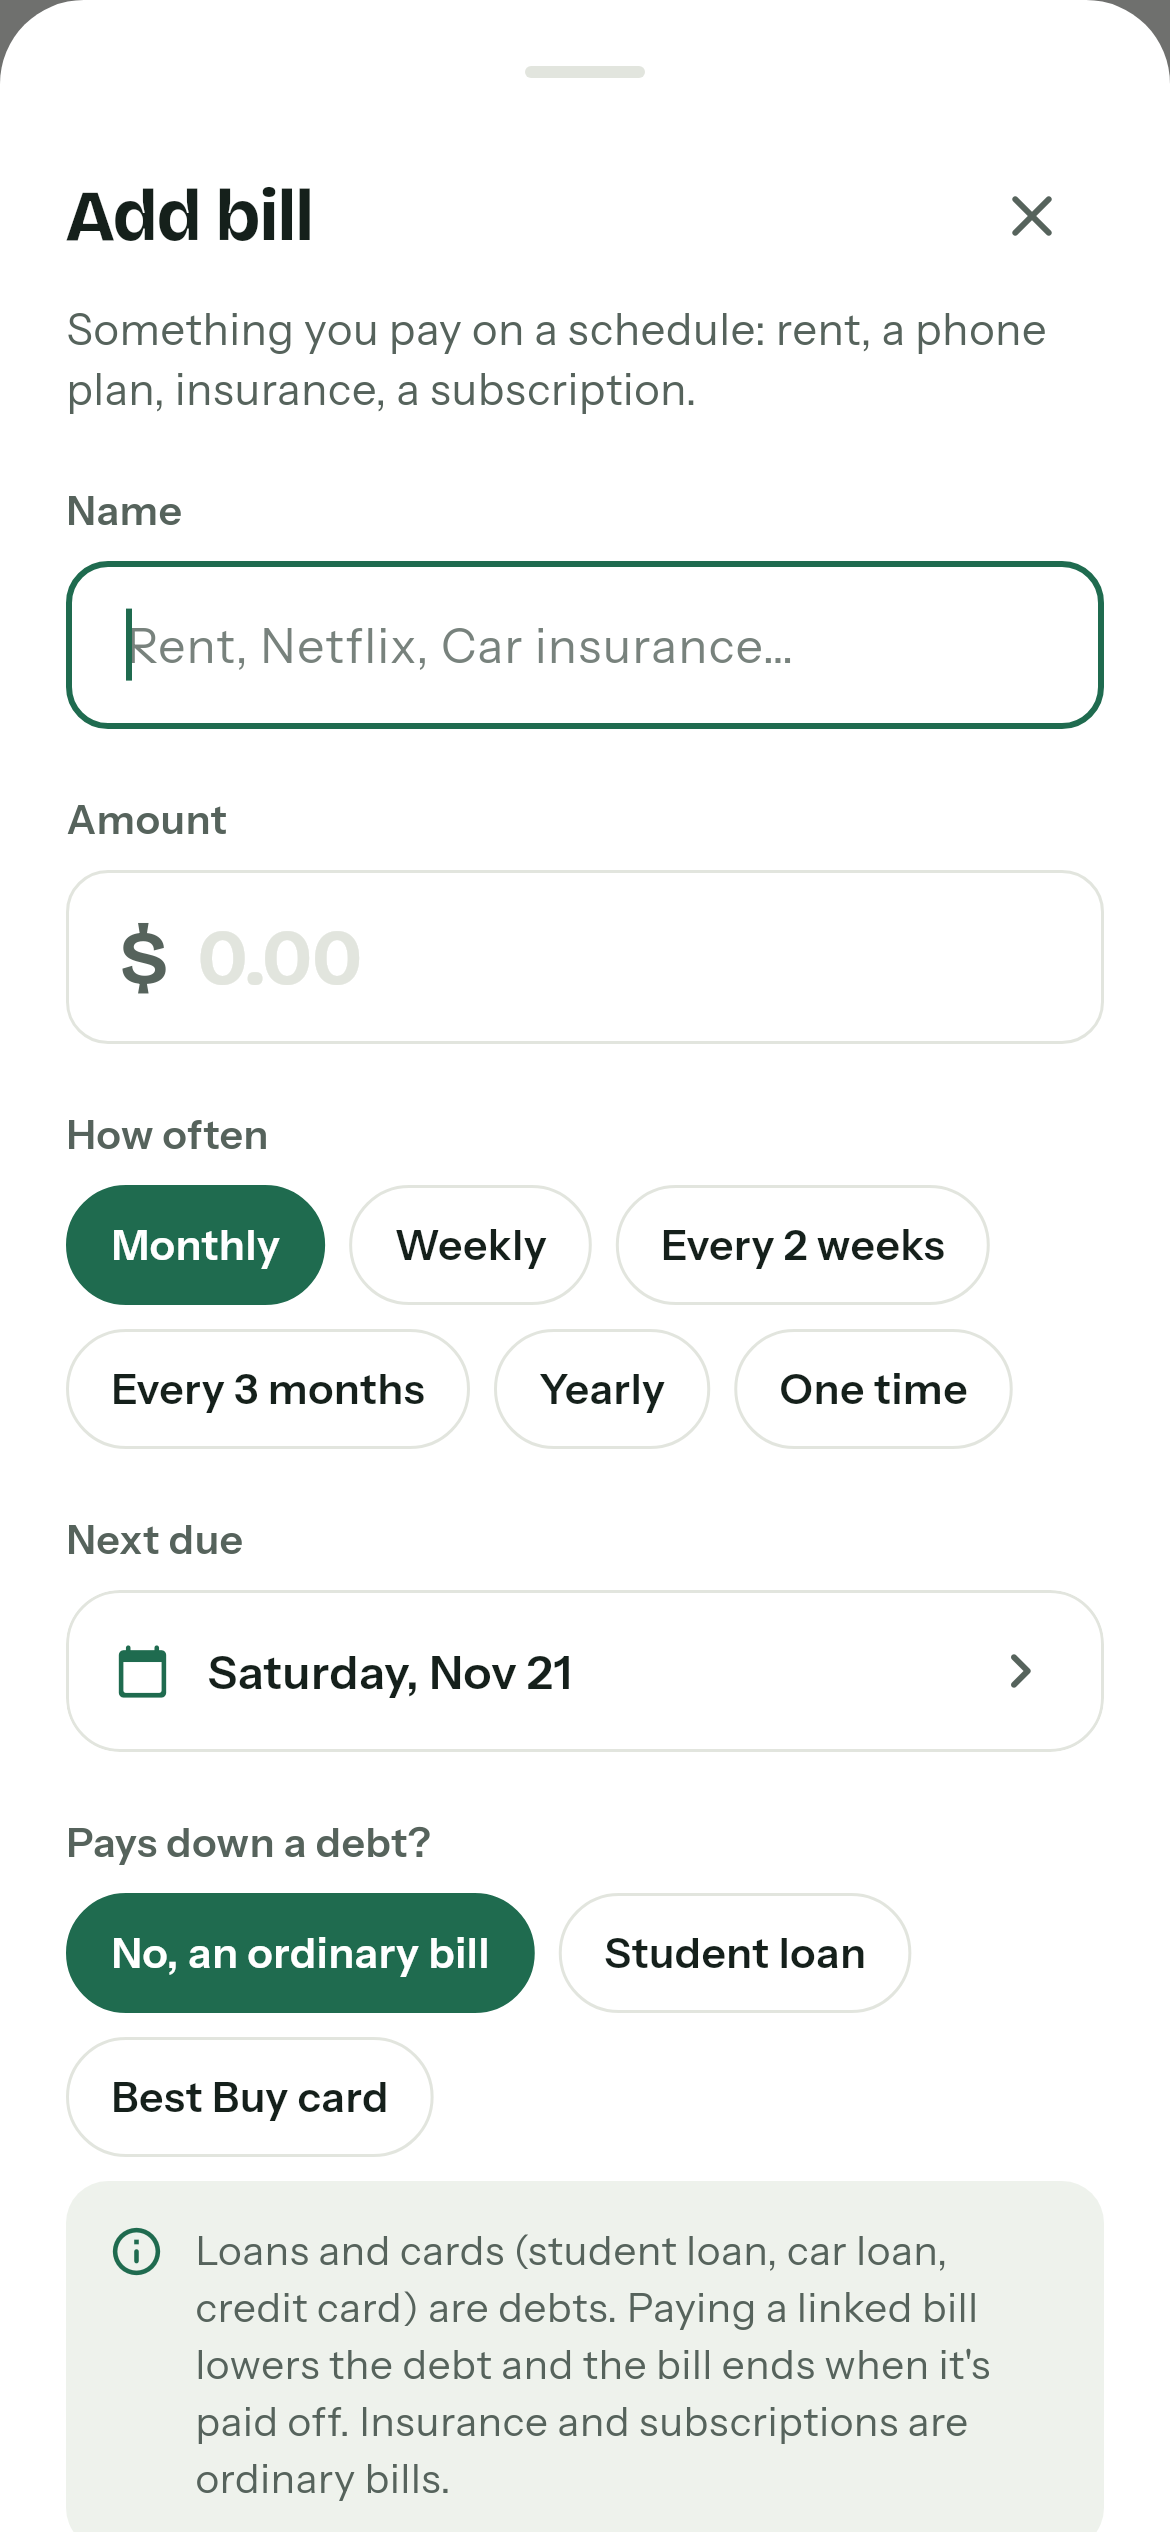 Add bill
Something you pay on a schedule: rent, a phone
plan, insurance, a subscription.
Name
Rent, Netflix, Car insurance...
Amount
$ 0.00
How often
Monthly Weekly Every 2 weeks
Every 3 months Yearly One time
Next due
Saturday, Nov 21
Pays down a debt?
No, an ordinary bill Student loan
Best Buy card
Loans and cards (student loan, car loan,
credit card) are debts. Paying a linked bill
lowers the debt and the bill ends when it's
paid off. Insurance and subscriptions are
ordinary bills.